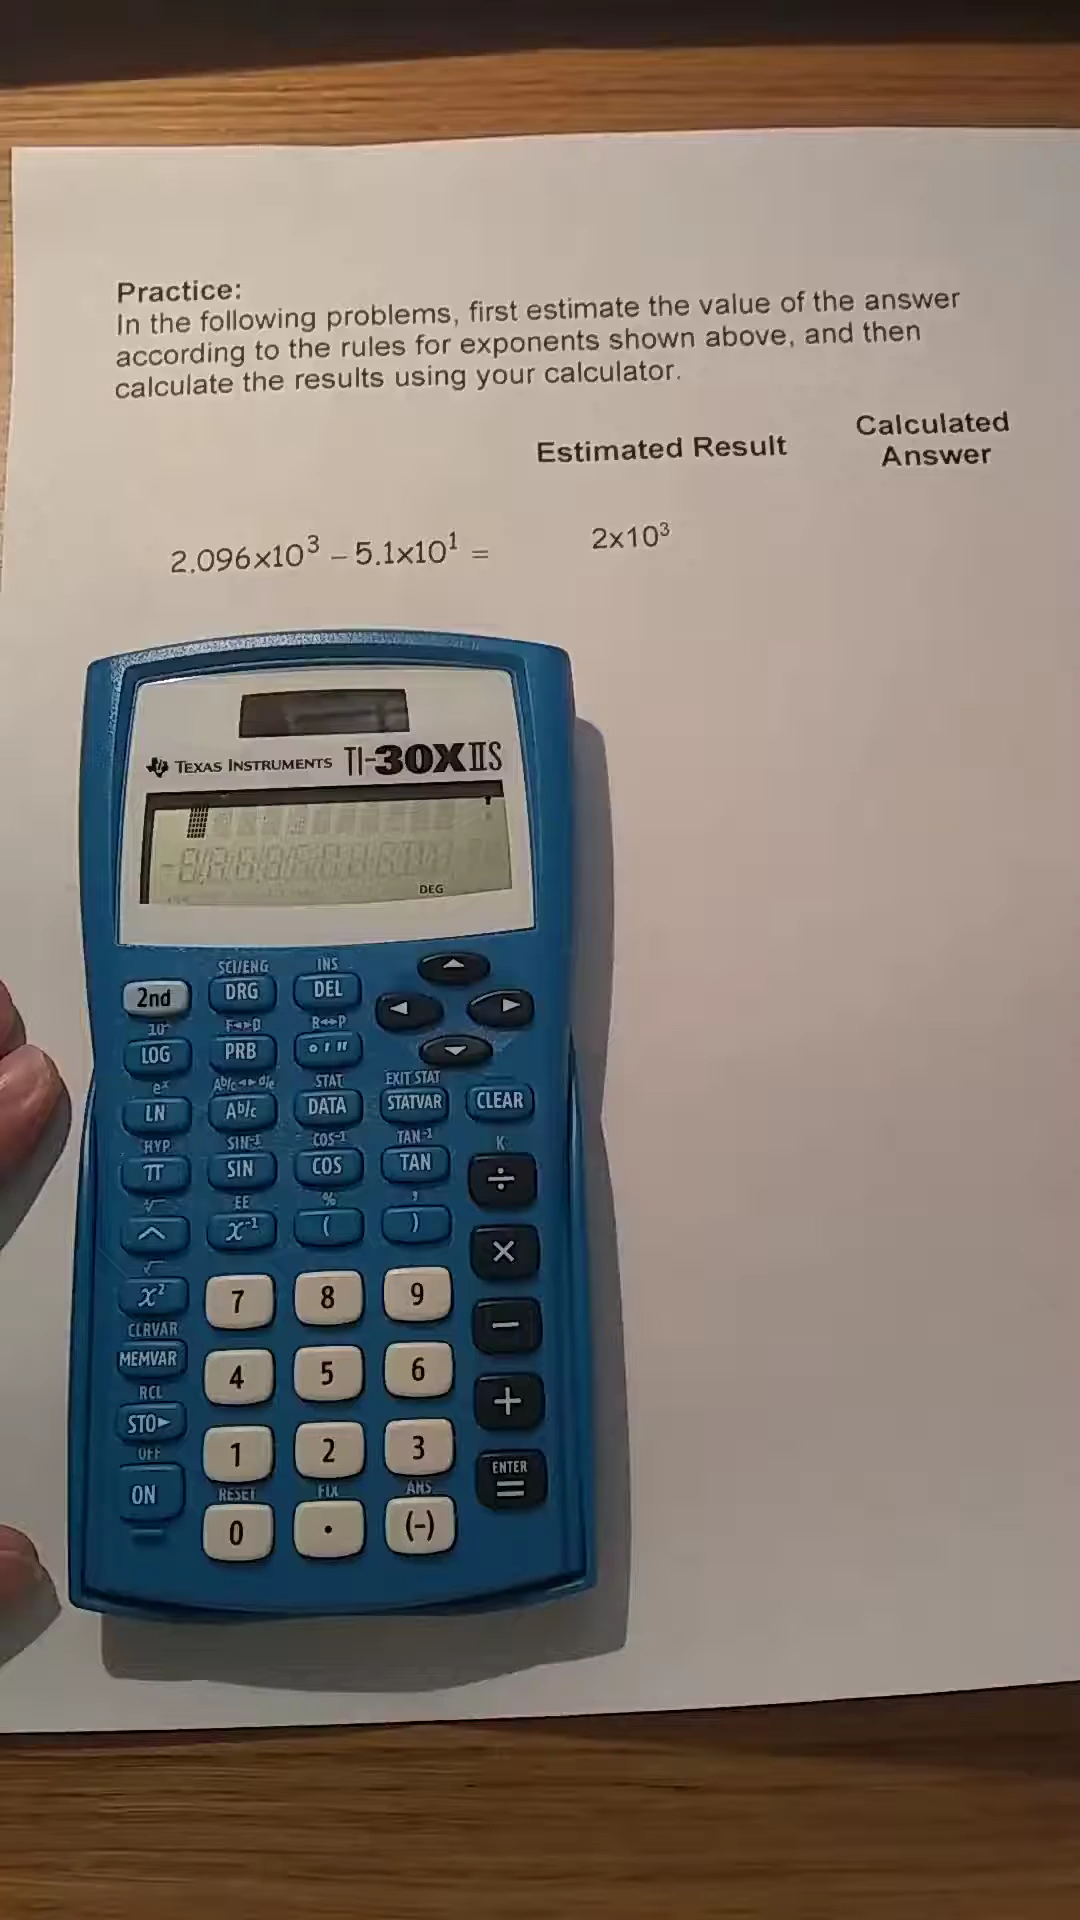 Practice:
In the following problems, first estimate the value of the answer
according to the rules for exponents shown above, and then
calculate the results using your calculator.
Estimated Result
Calculated
Answer
2.096x10³ – 5.1x10¹ =
2x10³
TEXAS INSTRUMENTS TI-30X IIS
DEG
SCI/ENG INS
2nd DRG DEL
10ˣ F◄►D R◄►P
LOG PRB ° ′ ″
eˣ Ab/c◄►d/e STAT EXIT STAT
LN Ab/c DATA STATVAR CLEAR
HYP SIN-1 COS-1 TAN-1 K
π SIN COS TAN ÷
EE % ,
^ x-1 ( ) ×
√
x² 7 8 9
CLRVAR –
MEMVAR 4 5 6
RCL +
STO► 1 2 3
OFF ENTER
ON RESET FIX ANS =
0 . (-)